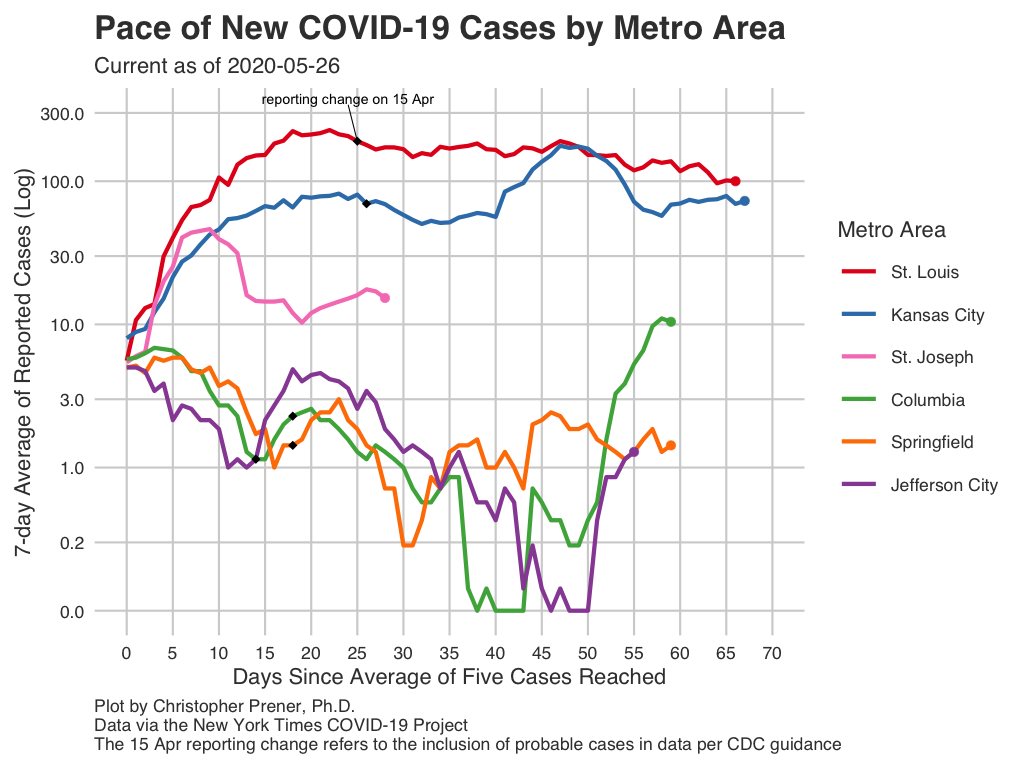 Pace of New COVID-19 Cases by Metro Area
Current as of 2020-05-26
reporting change on 15 Apr
300.0
100.0
30.0
10.0
3.0
1.0
0.2
0.0
7-day Average of Reported Cases (Log)
0 5 10 15 20 25 30 35 40 45 50 55 60 65 70
Days Since Average of Five Cases Reached
Metro Area
St. Louis
Kansas City
St. Joseph
Columbia
Springfield
Jefferson City
Plot by Christopher Prener, Ph.D.
Data via the New York Times COVID-19 Project
The 15 Apr reporting change refers to the inclusion of probable cases in data per CDC guidance